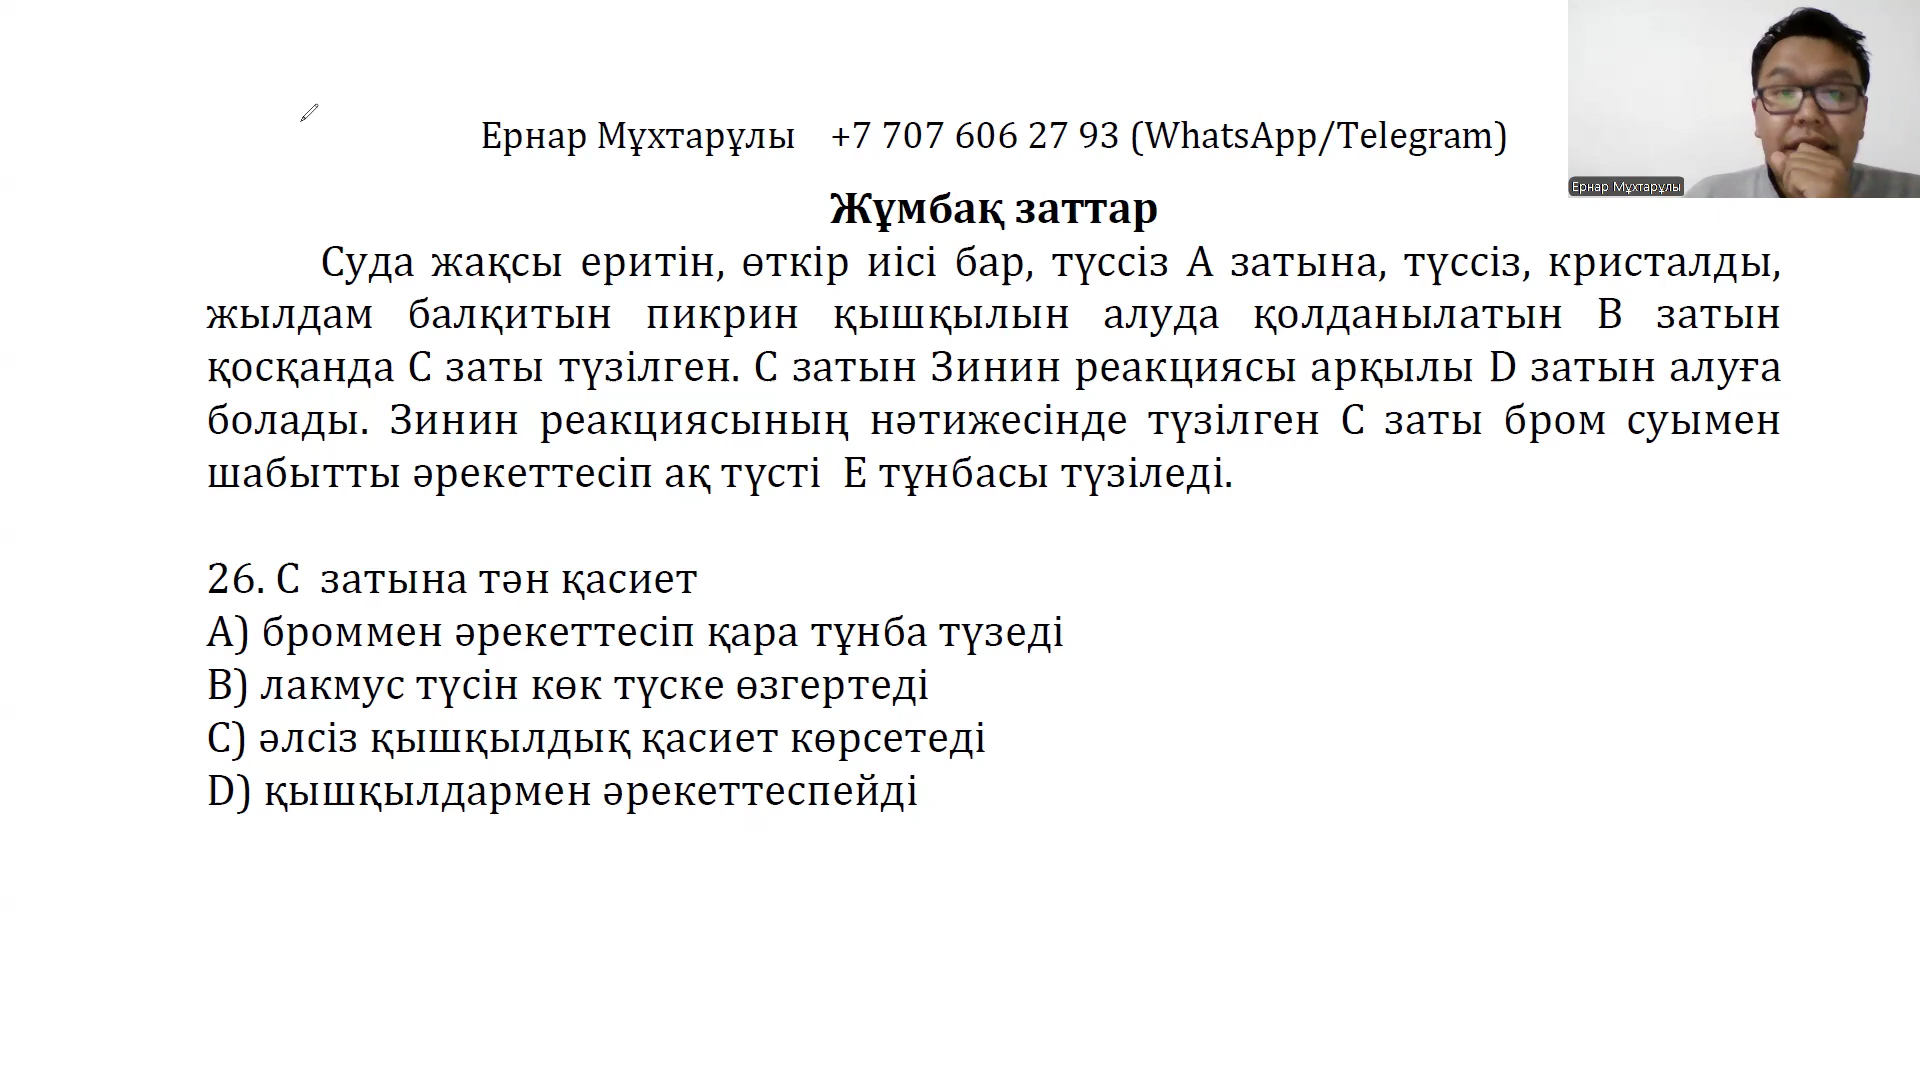 Ернар Мұхтарұлы +7 707 606 27 93 (WhatsApp/Telegram)
Ернар Мұхтарұлы
Жұмбақ заттар
Суда жақсы еритін, өткір иісі бар, түссіз А затына, түссіз, кристалды,
жылдам балқитын пикрин қышқылын алуда қолданылатын В затын
қосқанда С заты түзілген. С затын Зинин реакциясы арқылы D затын алуға
болады. Зинин реакциясының нәтижесінде түзілген С заты бром суымен
шабытты әрекеттесіп ақ түсті Е тұнбасы түзіледі.
26. С затына тән қасиет
А) броммен әрекеттесіп қара тұнба түзеді
В) лакмус түсін көк түске өзгертеді
С) әлсіз қышқылдық қасиет көрсетеді
D) қышқылдармен әрекеттеспейді